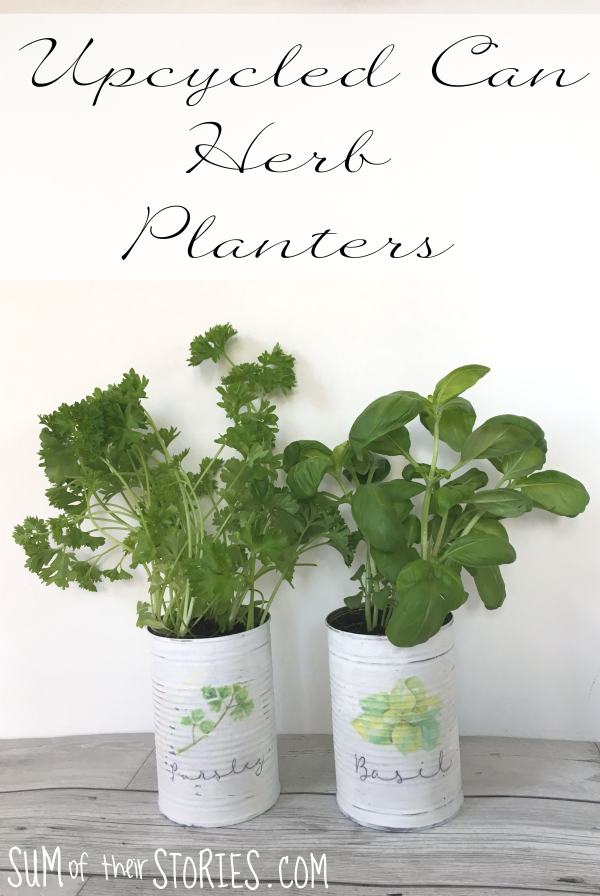 Upcycled Can
Herb
Planters
Parsley
Basil
SUM of their STORIES.COM